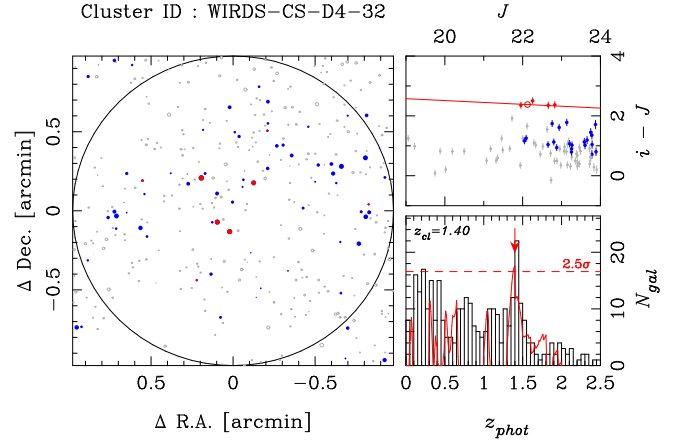 Cluster ID : WIRDS-CS-D4-32
J
20 22 24
0.5
0
−0.5
Δ Dec. [arcmin]
0.5 0 −0.5
Δ R.A. [arcmin]
4
2
0
i − J
z_cl=1.40
2.5σ
20
10
0
N_gal
0 0.5 1 1.5 2 2.5
z_phot